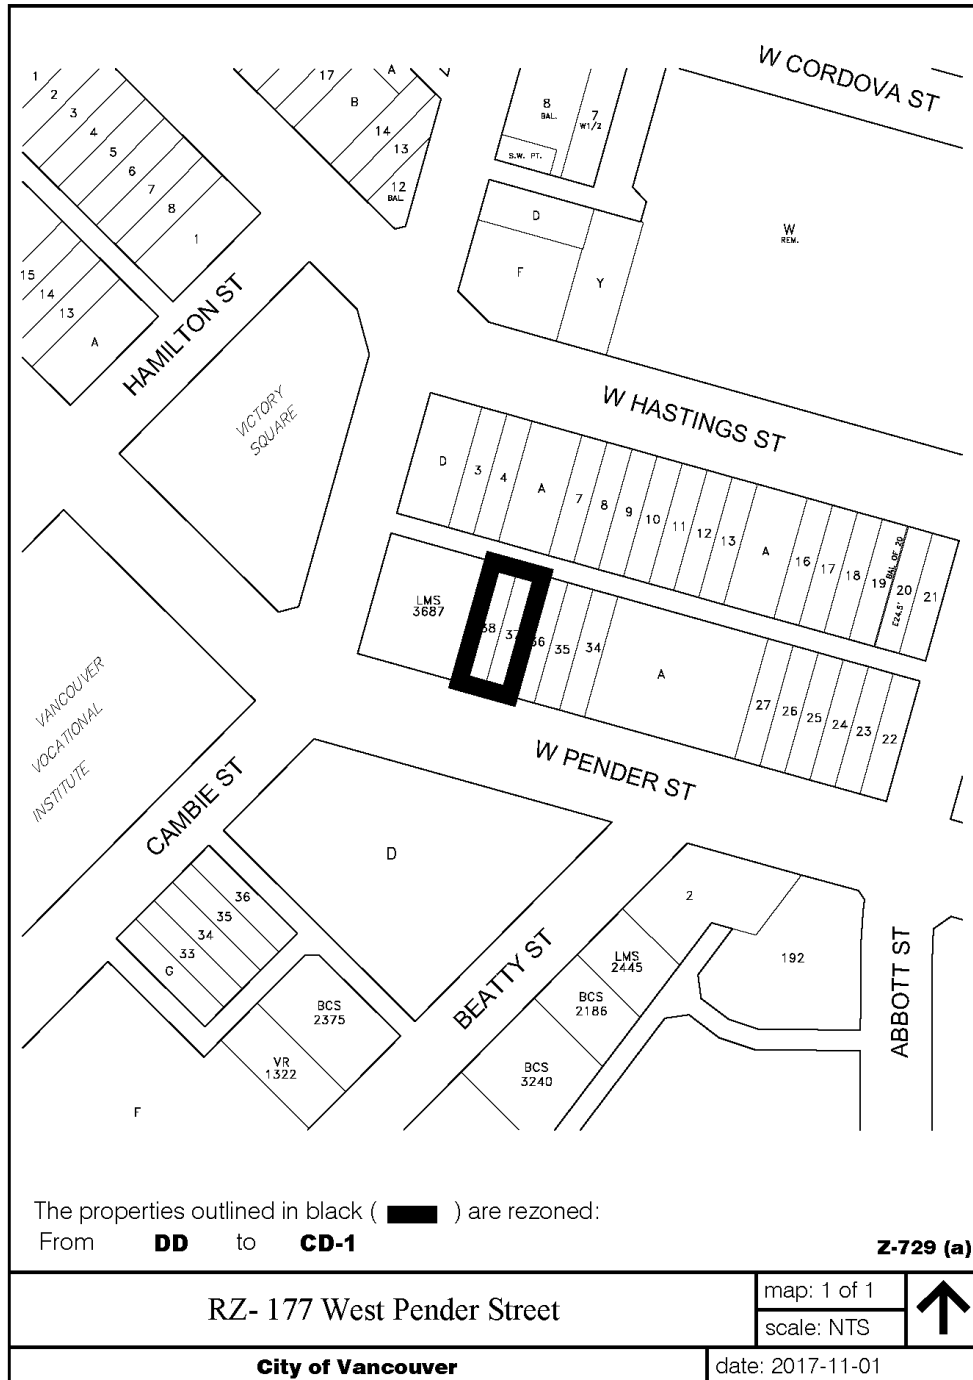 W CORDOVA ST
1
2
3
4
5
6
7
8
1
17
A
B
14
13
12
BAL.
8
BAL.
7
W1/2
S.W. PT.
D
F
Y
W
REM.
15
14
13
A
HAMILTON ST
VICTORY
SQUARE
W HASTINGS ST
D
3
4
A
7
8
9
10
11
12
13
A
16
17
18
19
BAL OF 20
20
E24.5'
21
LMS
3687
38
37
36
35
34
A
27
26
25
24
23
22
VANCOUVER
VOCATIONAL
INSTITUTE
W PENDER ST
CAMBIE ST
D
36
35
34
33
G
BEATTY ST
2
192
LMS
2445
BCS
2186
BCS
3240
BCS
2375
VR
1322
F
ABBOTT ST
The properties outlined in black ( ) are rezoned:
From DD to CD-1
Z-729 (a)
RZ- 177 West Pender Street
map: 1 of 1
scale: NTS
City of Vancouver
date: 2017-11-01